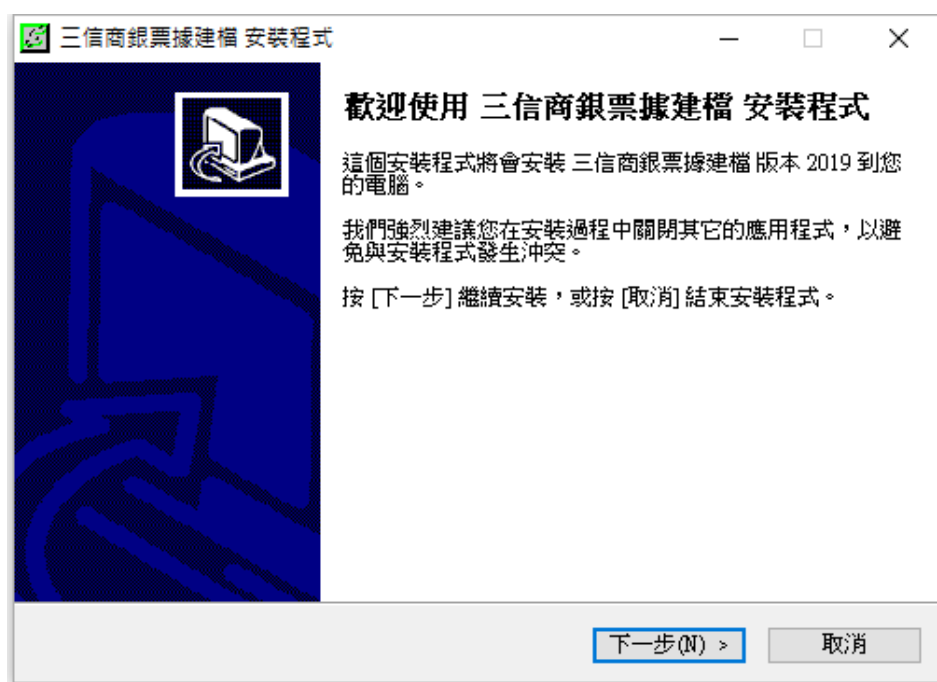 三信商銀票據建檔 安裝程式
歡迎使用 三信商銀票據建檔 安裝程式
這個安裝程式將會安裝 三信商銀票據建檔 版本 2019 到您
的電腦。
我們強烈建議您在安裝過程中關閉其它的應用程式，以避
免與安裝程式發生沖突。
按 [下一步] 繼續安裝，或按 [取消] 結束安裝程式。
下一步(N) >
取消